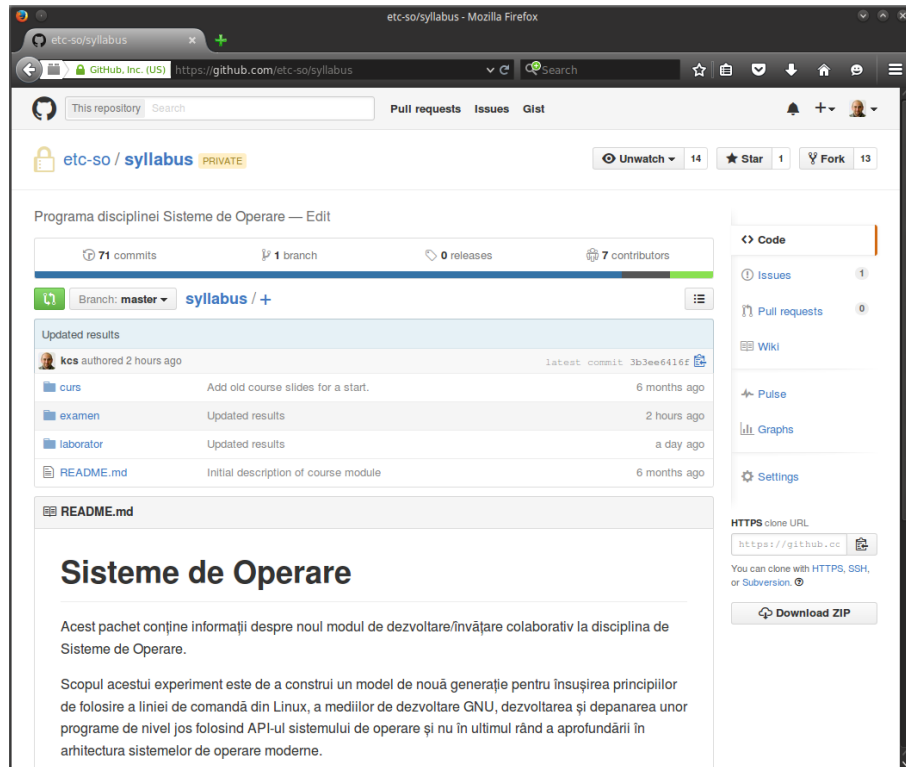 etc-so/syllabus - Mozilla Firefox
etc-so/syllabus
GitHub, Inc. (US) https://github.com/etc-so/syllabus Search
This repository Search Pull requests Issues Gist
etc-so / syllabus PRIVATE Unwatch 14 Star 1 Fork 13
Programa disciplinei Sisteme de Operare — Edit
71 commits 1 branch 0 releases 7 contributors
Branch: master syllabus / +
Updated results
kcs authored 2 hours ago latest commit 3b3ee6416f
curs Add old course slides for a start. 6 months ago
examen Updated results 2 hours ago
laborator Updated results a day ago
README.md Initial description of course module 6 months ago
README.md
Sisteme de Operare
Acest pachet conține informații despre noul modul de dezvoltare/învățare colaborativ la disciplina de
Sisteme de Operare.
Scopul acestui experiment este de a construi un model de nouă generație pentru însușirea principiilor
de folosire a liniei de comandă din Linux, a mediilor de dezvoltare GNU, dezvoltarea și depanarea unor
programe de nivel jos folosind API-ul sistemului de operare și nu în ultimul rând a aprofundării în
arhitectura sistemelor de operare moderne.
Code
Issues 1
Pull requests 0
Wiki
Pulse
Graphs
Settings
HTTPS clone URL
https://github.cc
You can clone with HTTPS, SSH,
or Subversion.
Download ZIP